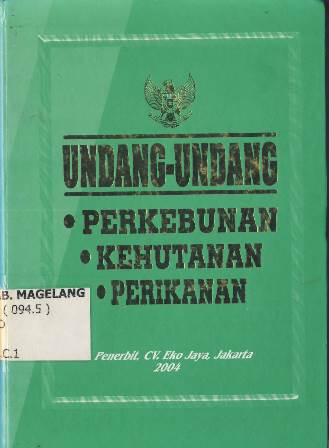 UNDANG-UNDANG
• PERKEBUNAN
• KEHUTANAN
• PERIKANAN
B. MAGELANG
( 094.5 )
C.1
Penerbit. CV. Eko Jaya, Jakarta
2004